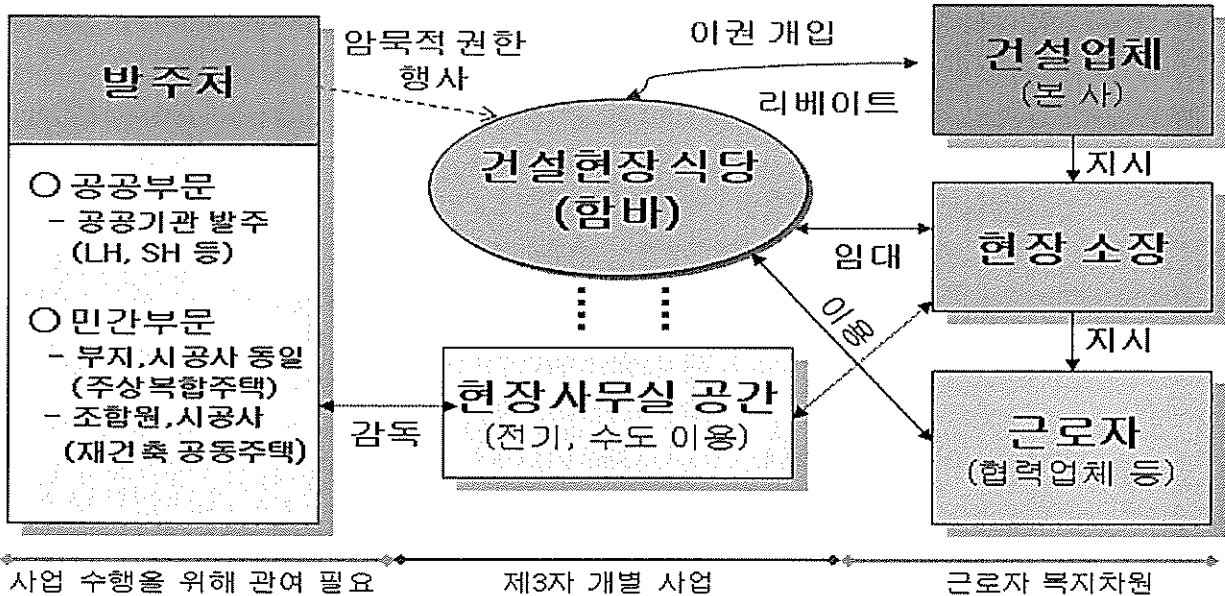 발주처
○ 공공부문
- 공공기관 발주
(LH, SH 등)
○ 민간부문
- 부지,시공사 동일
(주상복합주택)
- 조합원,시공사
(재건축 공동주택)
암묵적 권한
행사
이권 개입
리베이트
건설현장 식당
(함바)
임대
이용
감독
현장사무실 공간
(전기, 수도 이용)
건설업체
(본 사)
지시
현장 소장
지시
근로자
(협력업체 등)
사업 수행을 위해 관여 필요
제3자 개별 사업
근로자 복지차원